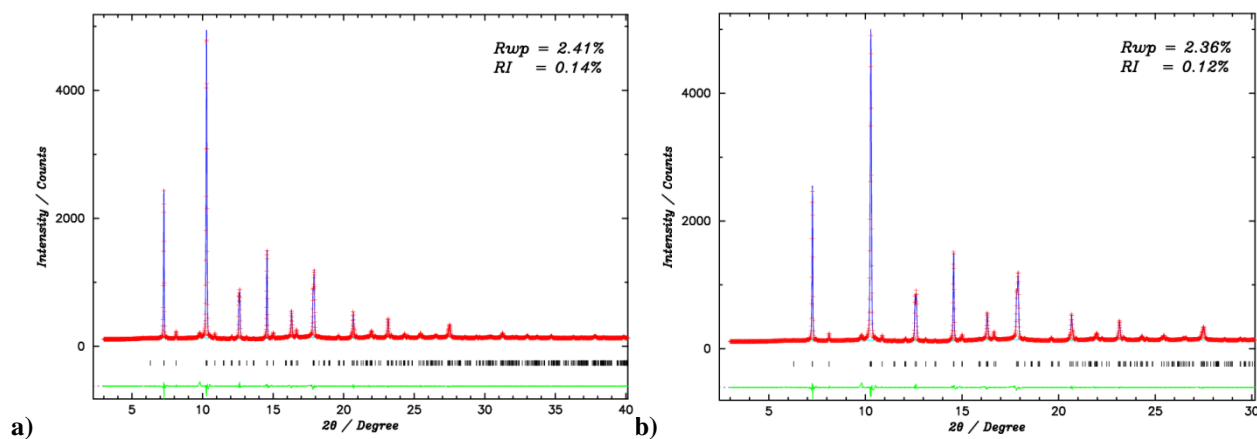 Rwp = 2.41%
RI = 0.14%
Intensity / Counts
4000
2000
0
5 10 15 20 25 30 35 40
2θ / Degree
a)
Rwp = 2.36%
RI = 0.12%
Intensity / Counts
4000
2000
0
5 10 15 20 25 30
2θ / Degree
b)